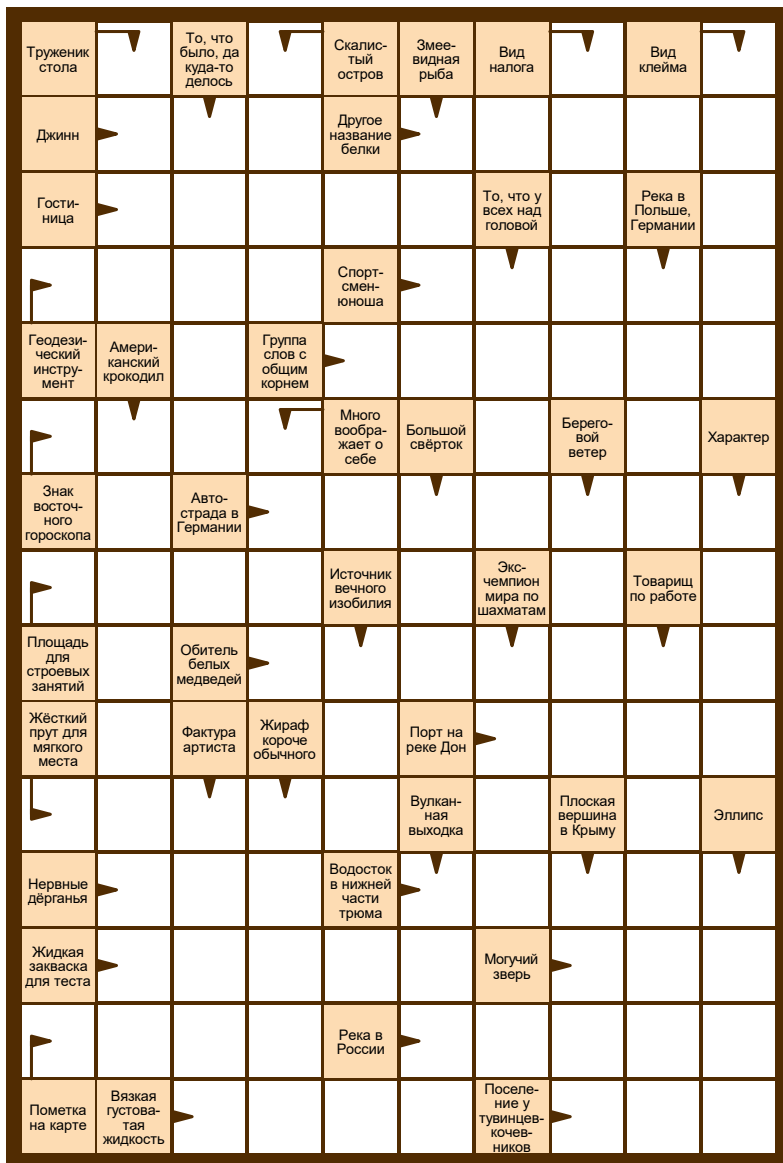 Труженик
стола
То, что
было, да
куда-то
делось
Скалис-
тый
остров
Змее-
видная
рыба
Вид
налога
Вид
клейма
Джинн
Другое
название
белки
Гости-
ница
То, что у
всех над
головой
Река в
Польше,
Германии
Спорт-
смен-
юноша
Геодези-
ческий
инстру-
мент
Амери-
канский
крокодил
Группа
слов с
общим
корнем
Много
вообра-
жает о
себе
Большой
свёрток
Берего-
вой
ветер
Характер
Знак
восточ-
ного
гороскопа
Авто-
страда в
Германии
Источник
вечного
изобилия
Экс-
чемпион
мира по
шахматам
Товарищ
по работе
Площадь
для
строевых
занятий
Обитель
белых
медведей
Жёсткий
прут для
мягкого
места
Фактура
артиста
Жираф
короче
обычного
Порт на
реке Дон
Вулкан-
ная
выходка
Плоская
вершина
в Крыму
Эллипс
Нервные
дёрганья
Водосток
в нижней
части
трюма
Жидкая
закваска
для теста
Могучий
зверь
Река в
России
Пометка
на карте
Вязкая
густова-
тая
жидкость
Поселе-
ние у
тувинцев-
кочев-
ников